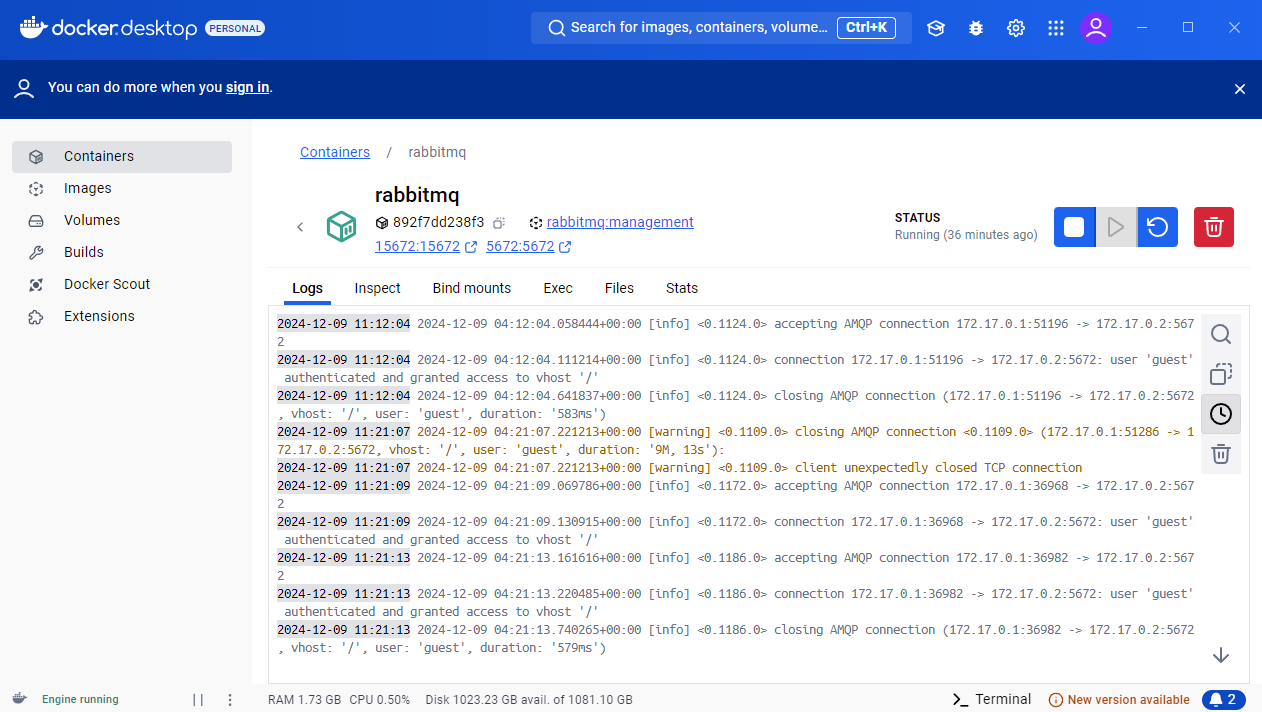 docker.desktop PERSONAL
Search for images, containers, volume... Ctrl+K
You can do more when you sign in.
Containers
Images
Volumes
Builds
Docker Scout
Extensions
Containers / rabbitmq
rabbitmq
892f7dd238f3 rabbitmq:management
15672:15672 5672:5672
STATUS
Running (36 minutes ago)
Logs Inspect Bind mounts Exec Files Stats
2024-12-09 11:12:04 2024-12-09 04:12:04.058444+00:00 [info] <0.1124.0> accepting AMQP connection 172.17.0.1:51196 -> 172.17.0.2:567
2
2024-12-09 11:12:04 2024-12-09 04:12:04.111214+00:00 [info] <0.1124.0> connection 172.17.0.1:51196 -> 172.17.0.2:5672: user 'guest'
authenticated and granted access to vhost '/'
2024-12-09 11:12:04 2024-12-09 04:12:04.641837+00:00 [info] <0.1124.0> closing AMQP connection (172.17.0.1:51196 -> 172.17.0.2:5672
, vhost: '/', user: 'guest', duration: '583ms')
2024-12-09 11:21:07 2024-12-09 04:21:07.221213+00:00 [warning] <0.1109.0> closing AMQP connection <0.1109.0> (172.17.0.1:51286 -> 1
72.17.0.2:5672, vhost: '/', user: 'guest', duration: '9M, 13s'):
2024-12-09 11:21:07 2024-12-09 04:21:07.221213+00:00 [warning] <0.1109.0> client unexpectedly closed TCP connection
2024-12-09 11:21:09 2024-12-09 04:21:09.069786+00:00 [info] <0.1172.0> accepting AMQP connection 172.17.0.1:36968 -> 172.17.0.2:567
2
2024-12-09 11:21:09 2024-12-09 04:21:09.130915+00:00 [info] <0.1172.0> connection 172.17.0.1:36968 -> 172.17.0.2:5672: user 'guest'
authenticated and granted access to vhost '/'
2024-12-09 11:21:13 2024-12-09 04:21:13.161616+00:00 [info] <0.1186.0> accepting AMQP connection 172.17.0.1:36982 -> 172.17.0.2:567
2
2024-12-09 11:21:13 2024-12-09 04:21:13.220485+00:00 [info] <0.1186.0> connection 172.17.0.1:36982 -> 172.17.0.2:5672: user 'guest'
authenticated and granted access to vhost '/'
2024-12-09 11:21:13 2024-12-09 04:21:13.740265+00:00 [info] <0.1186.0> closing AMQP connection (172.17.0.1:36982 -> 172.17.0.2:5672
, vhost: '/', user: 'guest', duration: '579ms')
Engine running RAM 1.73 GB CPU 0.50% Disk 1023.23 GB avail. of 1081.10 GB Terminal New version available 2